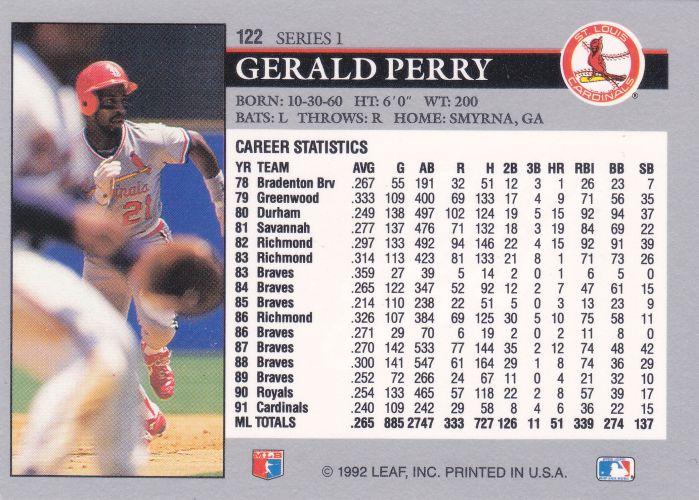 122 SERIES 1
GERALD PERRY
ST. LOUIS CARDINALS ®
BORN: 10-30-60 HT: 6'0" WT: 200
BATS: L THROWS: R HOME: SMYRNA, GA
CAREER STATISTICS
YR TEAM AVG G AB R H 2B 3B HR RBI BB SB
78 Bradenton Brv .267 55 191 32 51 12 3 1 26 23 7
79 Greenwood .333 109 400 69 133 17 4 9 71 56 35
80 Durham .249 138 497 102 124 19 5 15 92 94 37
81 Savannah .277 137 476 71 132 18 3 19 84 69 22
82 Richmond .297 133 492 94 146 22 4 15 92 91 39
83 Richmond .314 113 423 81 133 21 8 1 71 73 26
83 Braves .359 27 39 5 14 2 0 1 6 5 0
84 Braves .265 122 347 52 92 12 2 7 47 61 15
85 Braves .214 110 238 22 51 5 0 3 13 23 9
86 Richmond .326 107 384 69 125 30 5 10 75 58 11
86 Braves .271 29 70 6 19 2 0 2 11 8 0
87 Braves .270 142 533 77 144 35 2 12 74 48 42
88 Braves .300 141 547 61 164 29 1 8 74 36 29
89 Braves .252 72 266 24 67 11 0 4 21 32 10
90 Royals .254 133 465 57 118 22 2 8 57 39 17
91 Cardinals .240 109 242 29 58 8 4 6 36 22 15
ML TOTALS .265 885 2747 333 727 126 11 51 339 274 137
21
MLB
© 1992 LEAF, INC. PRINTED IN U.S.A.